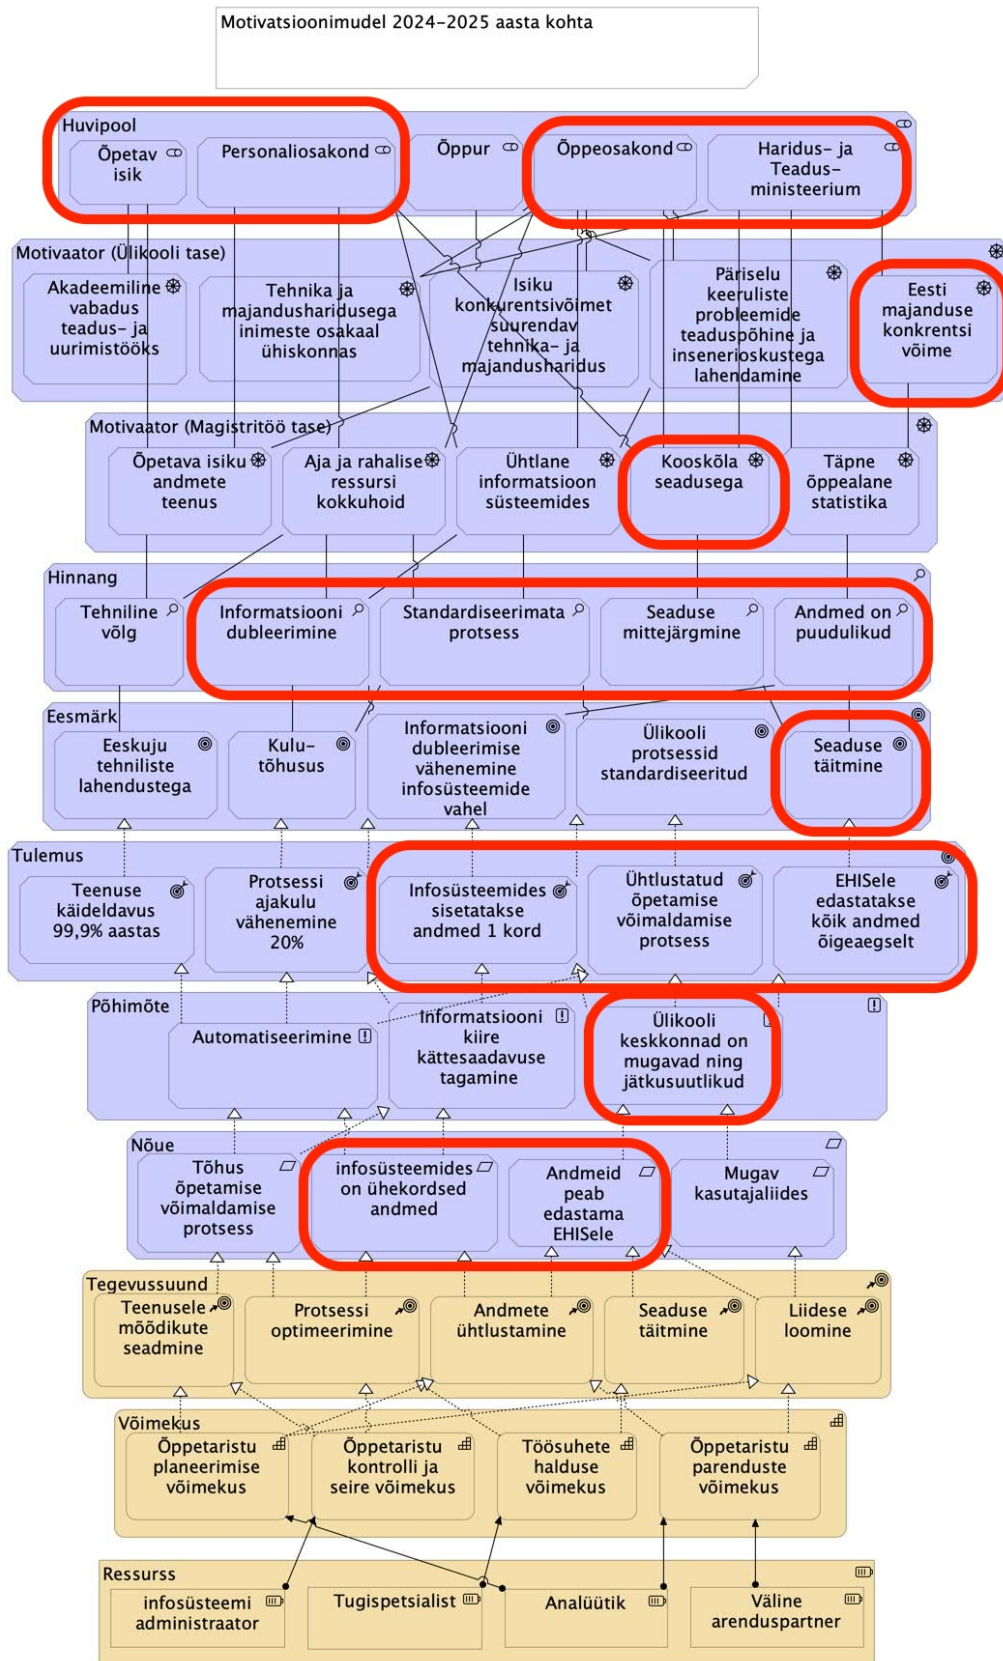 Motivatsioonimudel 2024-2025 aasta kohta
Huvipool
Õpetav
isik
Personaliosakond
Õppur
Õppeosakond
Haridus- ja
Teadus-
ministeerium
Motivaator (Ülikooli tase)
Akadeemiline
vabadus
teadus- ja
uurimistööks
Tehnika ja
majandusharidusega
inimeste osakaal
ühiskonnas
Isiku
konkurentsivõimet
suurendav
tehnika- ja
majandusharidus
Päriselu
keeruliste
probleemide
teaduspõhine ja
insenerioskustega
lahendamine
Eesti
majanduse
konkrentsi
võime
Motivaator (Magistritöö tase)
Õpetava isiku
andmete
teenus
Aja ja rahalise
ressursi
kokkuhoid
Ühtlane
informatsioon
süsteemides
Kooskõla
seadusega
Täpne
õppealane
statistika
Hinnang
Tehniline
võlg
Informatsiooni
dubleerimine
Standardiseerimata
protsess
Seaduse
mittejärgmine
Andmed on
puudulikud
Eesmärk
Eeskuju
tehniliste
lahendustega
Kulu-
tõhusus
Informatsiooni
dubleerimise
vähenemine
infosüsteemide
vahel
Ülikooli
protsessid
standardiseeritud
Seaduse
täitmine
Tulemus
Teenuse
käideldavus
99,9% aastas
Protsessi
ajakulu
vähenemine
20%
Infosüsteemides
sisetatakse
andmed 1 kord
Ühtlustatud
õpetamise
võimaldamise
protsess
EHISele
edastatakse
kõik andmed
õigeaegselt
Põhimõte
Automatiseerimine
Informatsiooni
kiire
kättesaadavuse
tagamine
Ülikooli
keskkonnad on
mugavad ning
jätkusuutlikud
Nõue
Tõhus
õpetamise
võimaldamise
protsess
infosüsteemides
on ühekordsed
andmed
Andmeid
peab
edastama
EHISele
Mugav
kasutajaliides
Tegevussuund
Teenusele
mõõdikute
seadmine
Protsessi
optimeerimine
Andmete
ühtlustamine
Seaduse
täitmine
Liidese
loomine
Võimekus
Õppetaristu
planeerimise
võimekus
Õppetaristu
kontrolli ja
seire võimekus
Töösuhete
halduse
võimekus
Õppetaristu
parenduste
võimekus
Ressurss
infosüsteemi
administraator
Tugispetsialist
Analüütik
Väline
arenduspartner